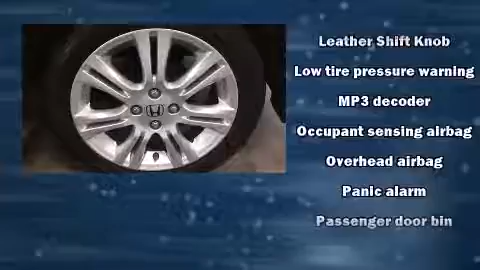 Leather Shift Knob
Low tire pressure warning
MP3 decoder
Occupant sensing airbag
Overhead airbag
Panic alarm
Passenger door bin